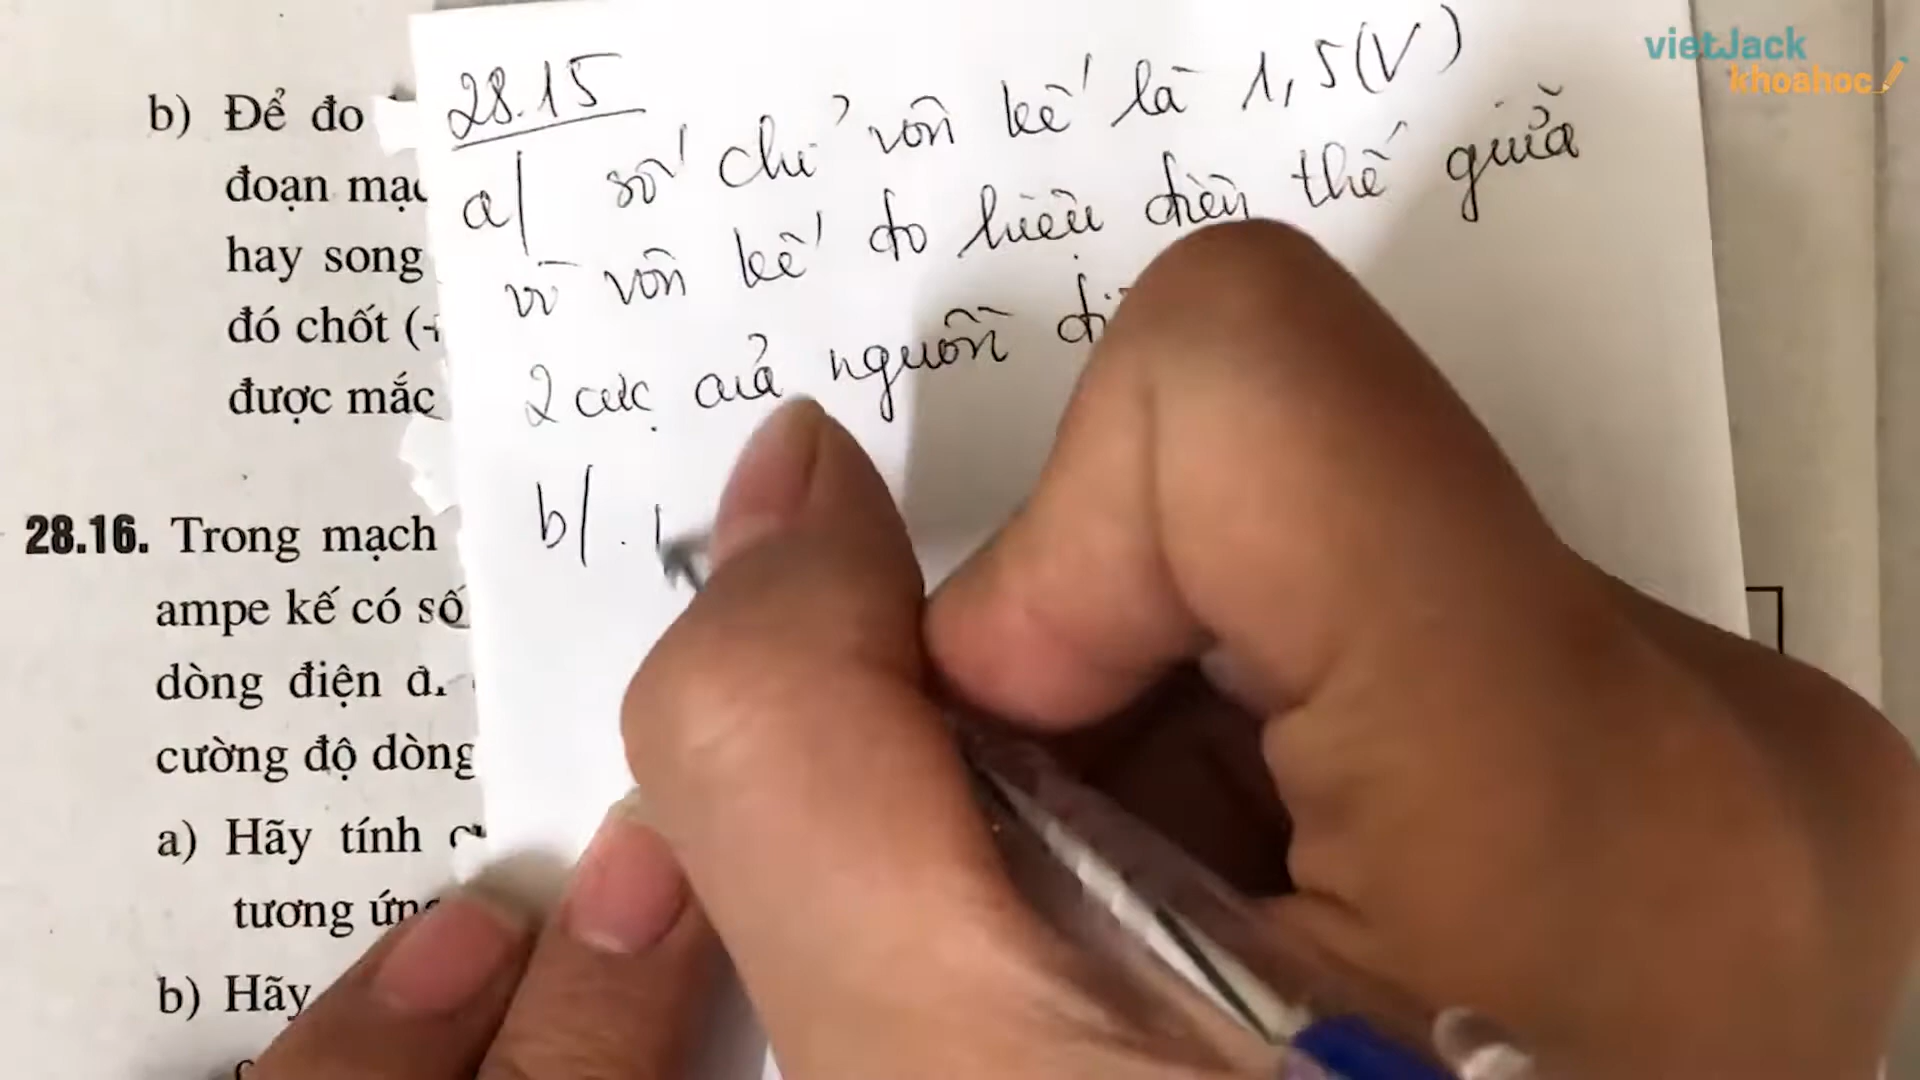 vietJack
khoahoc
b) Để đo
đoạn mạc
hay song
đó chốt (+
được mắc
28.15
a/ số chỉ vôn kế là 1,5(V)
vì vôn kế đo hiệu điện thế giữa
2 cực của nguồn
b/.
28.16. Trong mạch
ampe kế có số
dòng điện
cường độ dòng
a) Hãy tính
tương ứng
b) Hãy